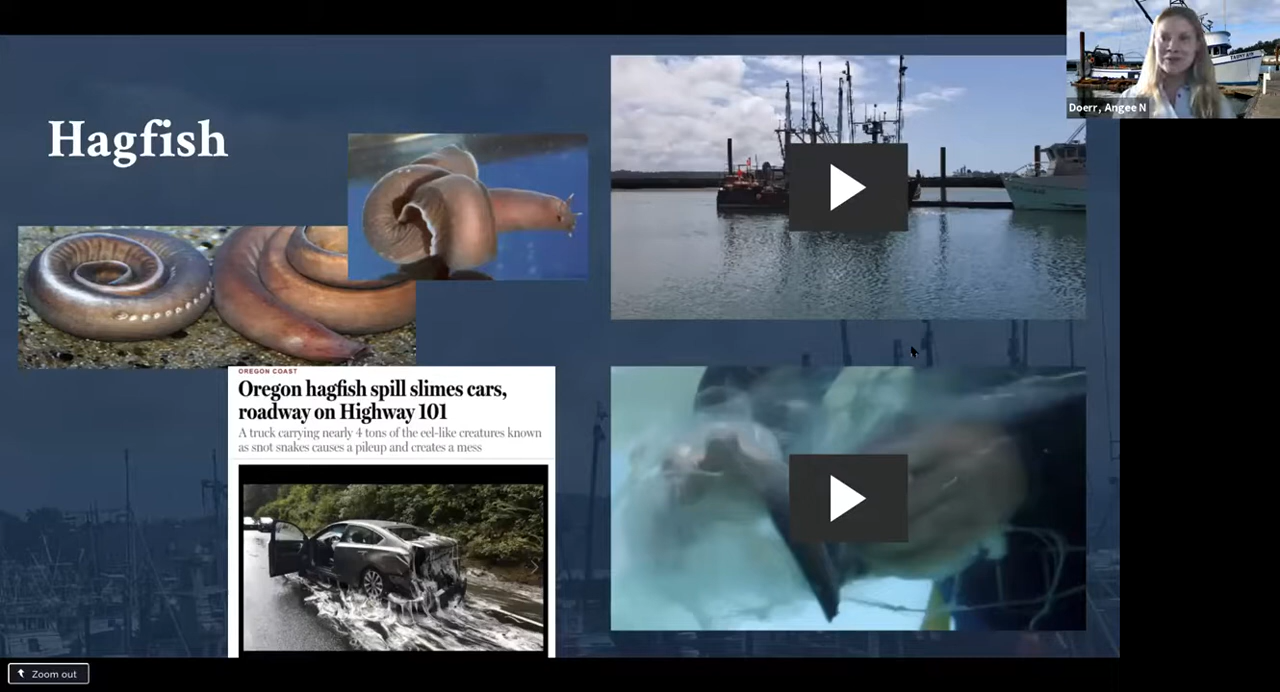 Hagfish
Doerr, Angee N
OREGON COAST
Oregon hagfish spill slimes cars,
roadway on Highway 101
A truck carrying nearly 4 tons of the eel-like creatures known
as snot snakes causes a pileup and creates a mess
Zoom out